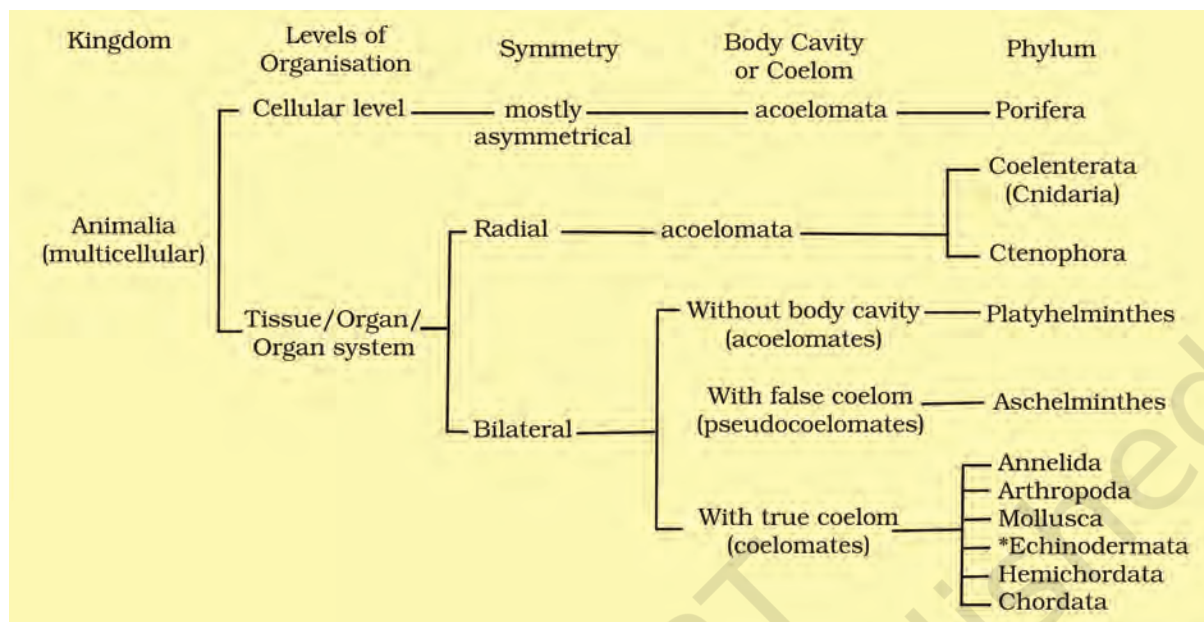 Kingdom
Levels of
Organisation
Symmetry
Body Cavity
or Coelom
Phylum
Cellular level
mostly
asymmetrical
acoelomata
Porifera
Animalia
(multicellular)
Radial
acoelomata
Coelenterata
(Cnidaria)
Ctenophora
Tissue/Organ/
Organ system
Bilateral
Without body cavity
(acoelomates)
Platyhelminthes
With false coelom
(pseudocoelomates)
Aschelminthes
With true coelom
(coelomates)
Annelida
Arthropoda
Mollusca
*Echinodermata
Hemichordata
Chordata